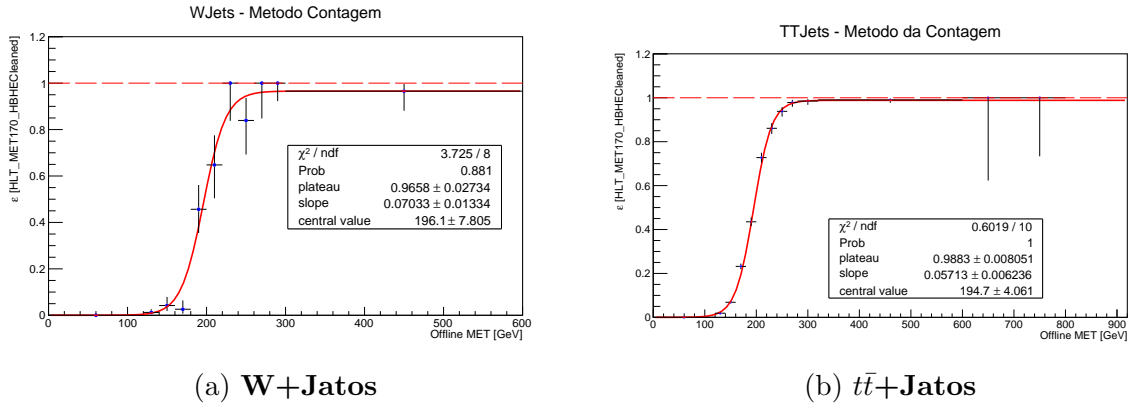 WJets - Metodo Contagem
ε [HLT_MET170_HBHECleaned]
1.2
1
0.8
0.6
0.4
0.2
0
χ² / ndf 3.725 / 8
Prob 0.881
plateau 0.9658 ± 0.02734
slope 0.07033 ± 0.01334
central value 196.1 ± 7.805
0 100 200 300 400 500 600
Offline MET [GeV]
(a) W+Jatos
TTJets - Metodo da Contagem
ε [HLT_MET170_HBHECleaned]
1.2
1
0.8
0.6
0.4
0.2
0
χ² / ndf 0.6019 / 10
Prob 1
plateau 0.9883 ± 0.008051
slope 0.05713 ± 0.006236
central value 194.7 ± 4.061
0 100 200 300 400 500 600 700 800 900
Offline MET [GeV]
(b) tt̄+Jatos